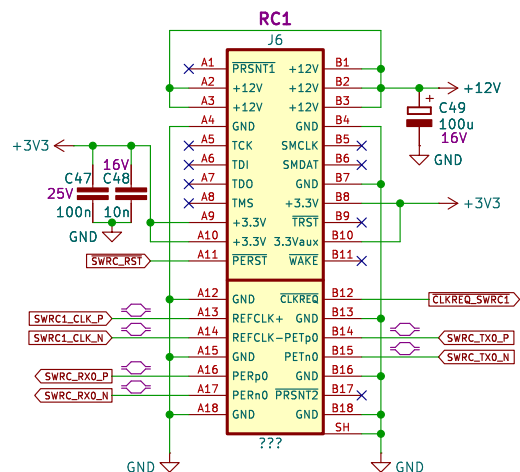 RC1
J6
A1 PRSNT1 +12V B1
A2 +12V +12V B2 +12V
A3 +12V +12V B3
C49
100u
16V
GND
A4 GND GND B4
+3V3
A5 TCK SMCLK B5
A6 TDI SMDAT B6
16V
C47 C48
25V
100n 10n
GND
A7 TDO GND B7
A8 TMS +3.3V B8 +3V3
A9 +3.3V TRST B9
A10 +3.3V 3.3Vaux B10
SWRC_RST A11 PERST WAKE B11
A12 GND CLKREQ B12 CLKREQ_SWRC1
SWRC1_CLK_P A13 REFCLK+ GND B13
SWRC1_CLK_N A14 REFCLK- PETp0 B14 SWRC_TX0_P
A15 GND PETn0 B15 SWRC_TX0_N
SWRC_RX0_P A16 PERp0 GND B16
SWRC_RX0_N A17 PERn0 PRSNT2 B17
A18 GND GND B18
SH
???
GND GND